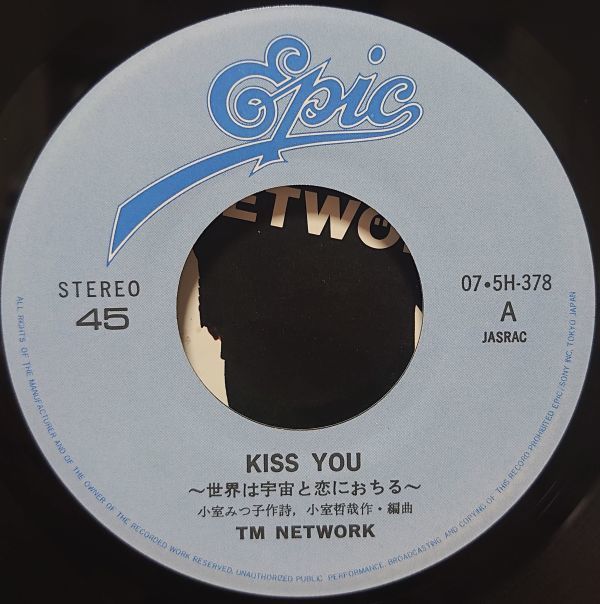 Epic
ETWO
STEREO
45
07•5H-378
A
JASRAC
KISS YOU
〜世界は宇宙と恋におちる〜
小室みつ子作詩, 小室哲哉作・編曲
TM NETWORK
ALL RIGHTS OF THE MANUFACTURER AND OF THE OWNER OF THE RECORDED WORK RESERVED. UNAUTHORIZED PUBLIC PERFORMANCE, BROADCASTING AND COPYING OF THIS RECORD PROHIBITED EPIC/SONY INC. TOKYO JAPAN